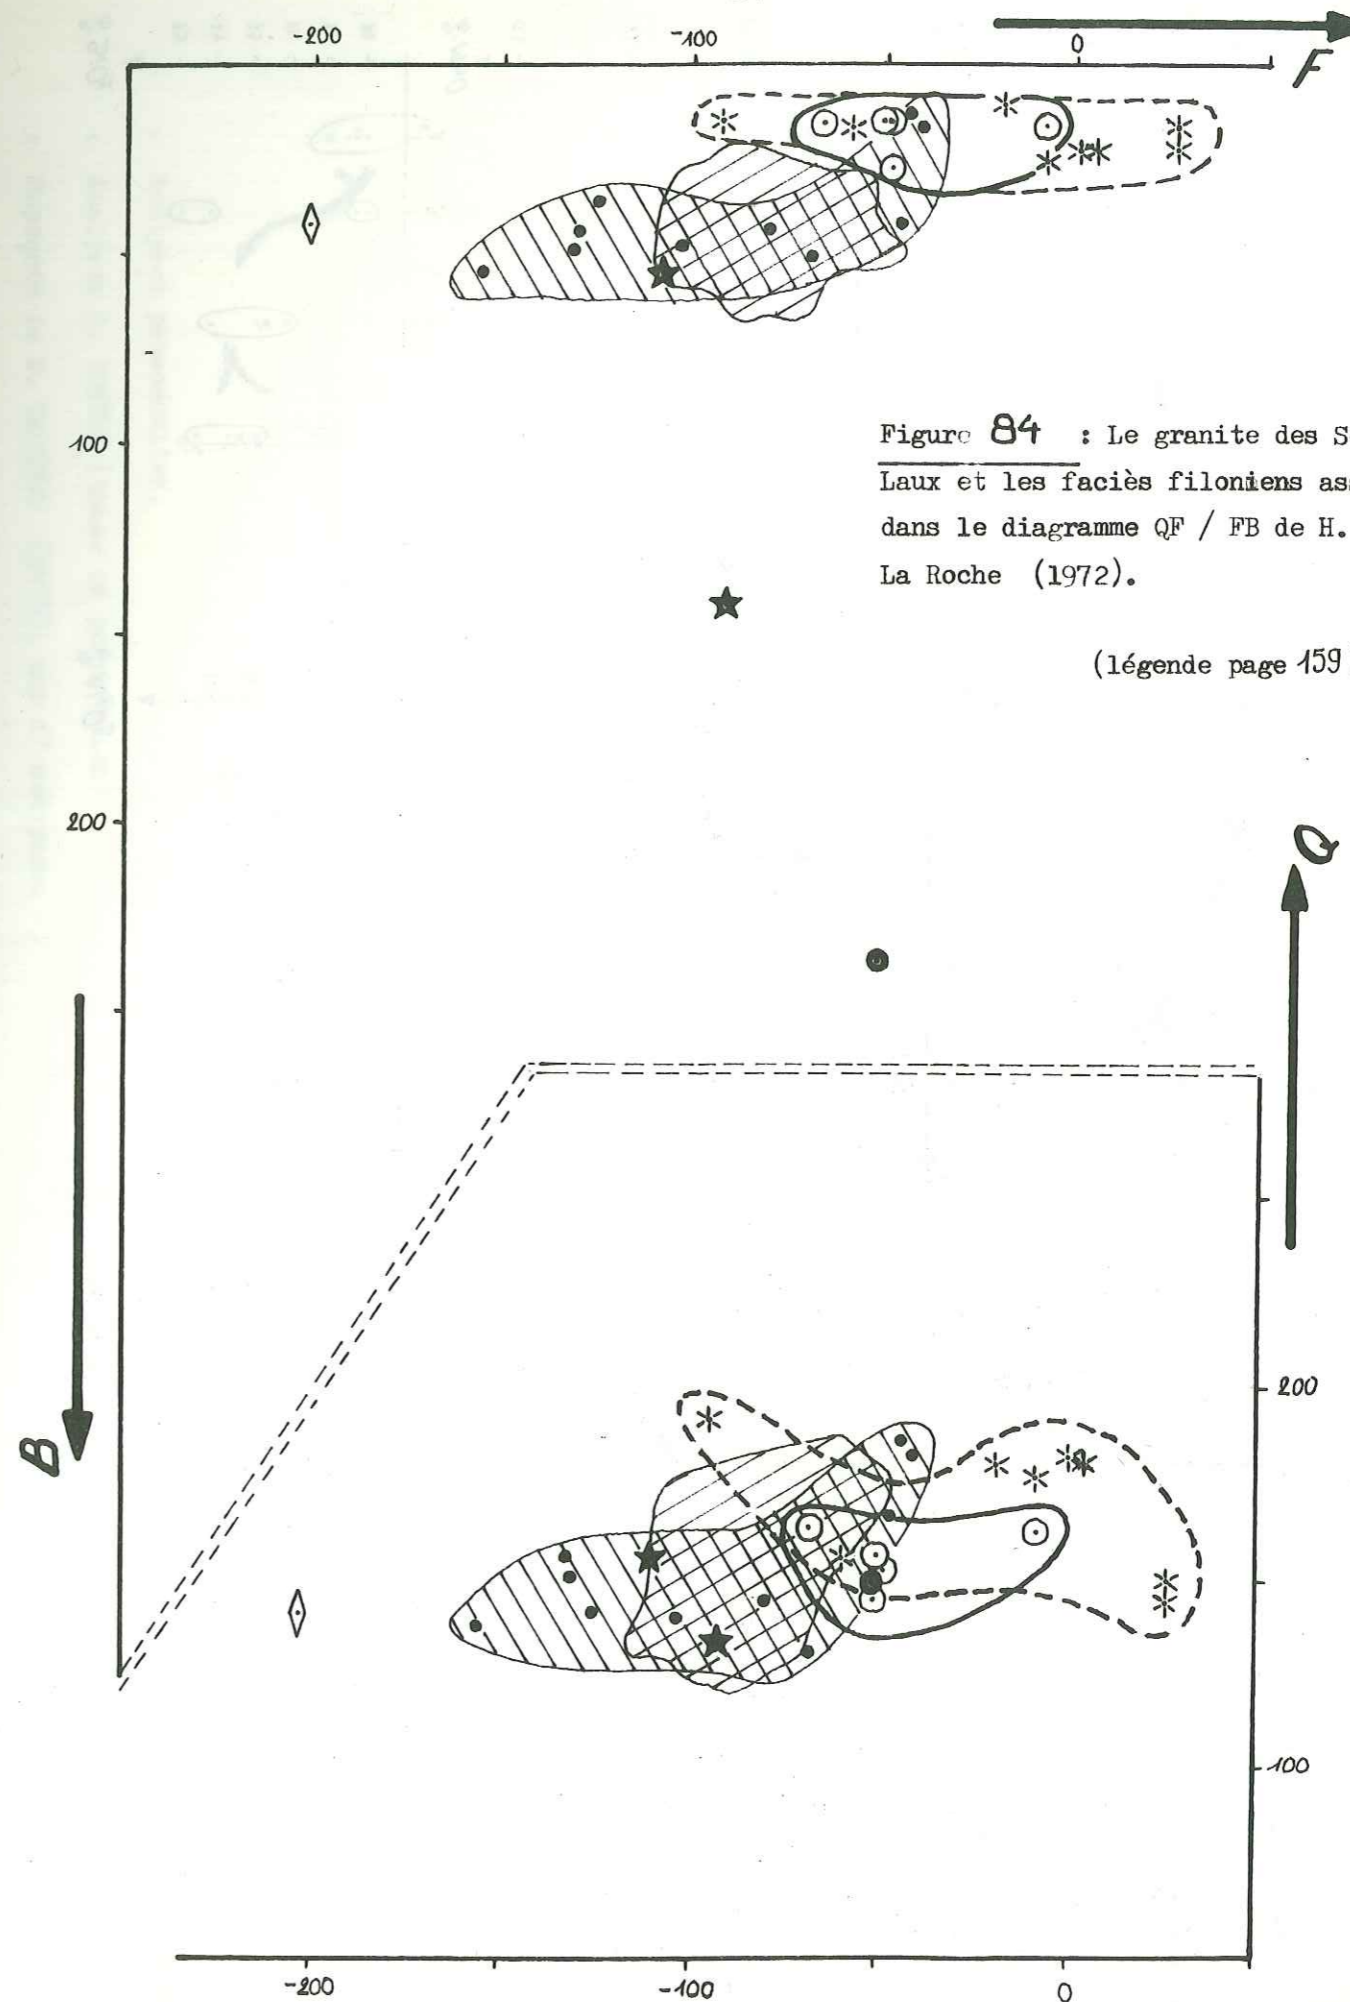 -200
-100
0
F
100
Figure 84 : Le granite des S
Laux et les faciès filoniens as
dans le diagramme QF / FB de H.
La Roche (1972).
(légende page 159
200
Q
B
200
100
-200
-100
0